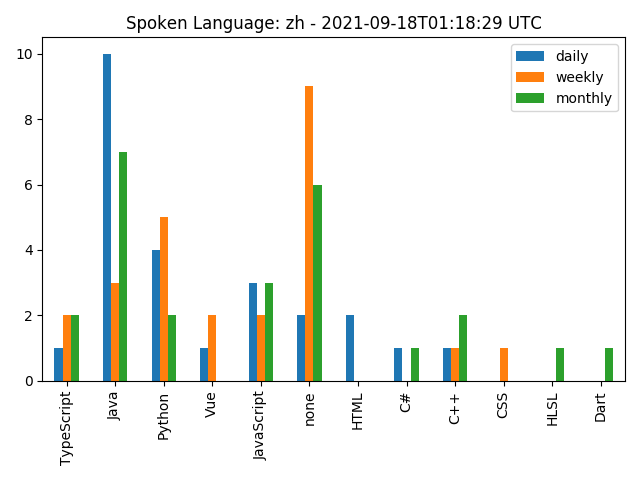 Spoken Language: zh - 2021-09-18T01:18:29 UTC
daily
weekly
monthly
10
8
6
4
2
0
TypeScript
Java
Python
Vue
JavaScript
none
HTML
C#
C++
CSS
HLSL
Dart